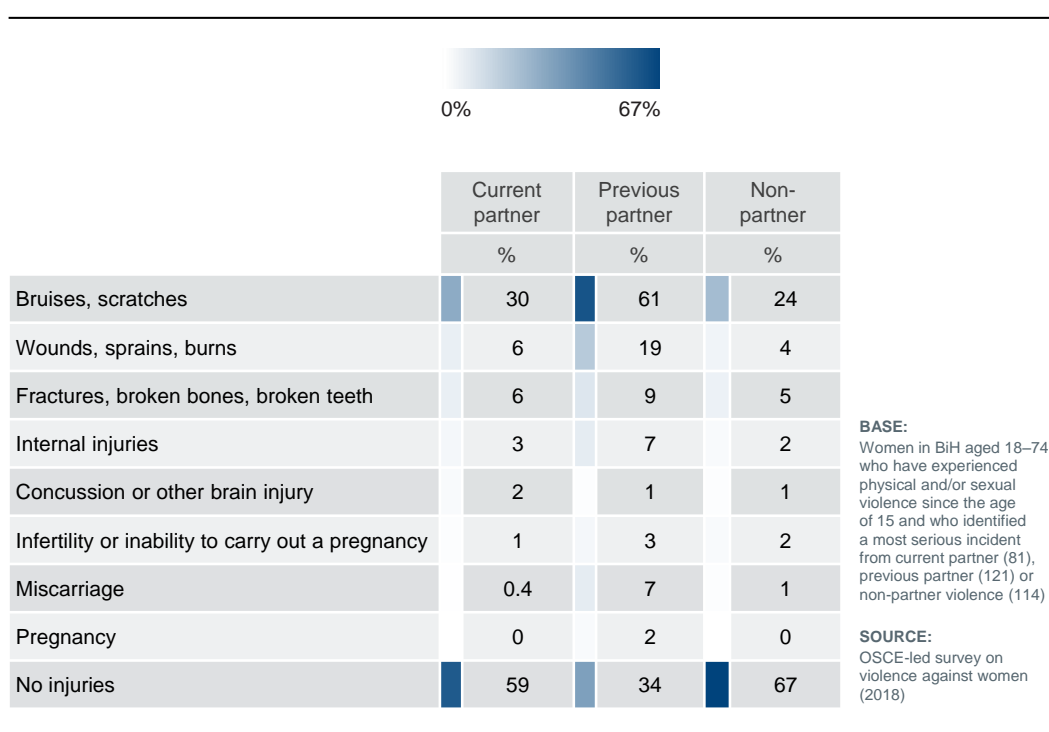 0% 67%
Current partner Previous partner Non-partner
% % %
Bruises, scratches 30 61 24
Wounds, sprains, burns 6 19 4
Fractures, broken bones, broken teeth 6 9 5
Internal injuries 3 7 2
Concussion or other brain injury 2 1 1
Infertility or inability to carry out a pregnancy 1 3 2
Miscarriage 0.4 7 1
Pregnancy 0 2 0
No injuries 59 34 67
BASE:
Women in BiH aged 18–74
who have experienced
physical and/or sexual
violence since the age
of 15 and who identified
a most serious incident
from current partner (81),
previous partner (121) or
non-partner violence (114)
SOURCE:
OSCE-led survey on
violence against women
(2018)